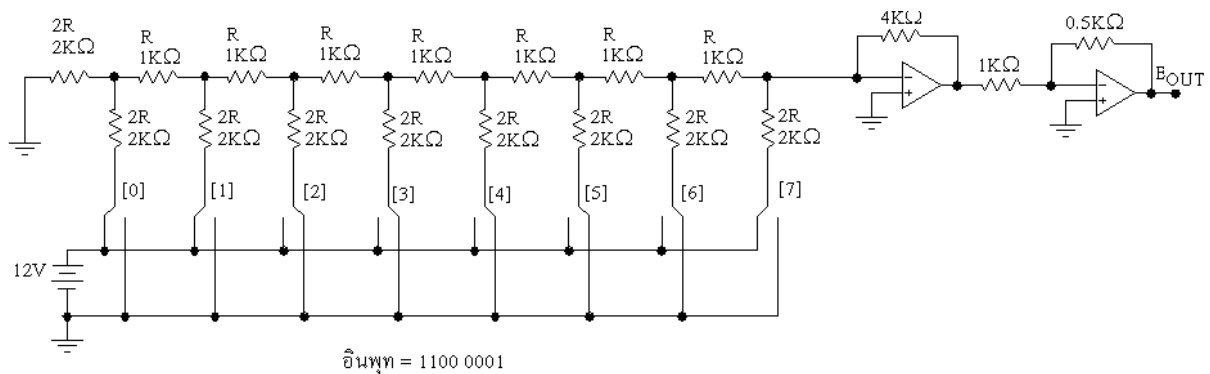 2R
2KΩ
R
1KΩ
R
1KΩ
R
1KΩ
R
1KΩ
R
1KΩ
R
1KΩ
R
1KΩ
4KΩ
1KΩ
0.5KΩ
EOUT
2R
2KΩ
2R
2KΩ
2R
2KΩ
2R
2KΩ
2R
2KΩ
2R
2KΩ
2R
2KΩ
2R
2KΩ
[0]
[1]
[2]
[3]
[4]
[5]
[6]
[7]
12V
อินพุท = 1100 0001